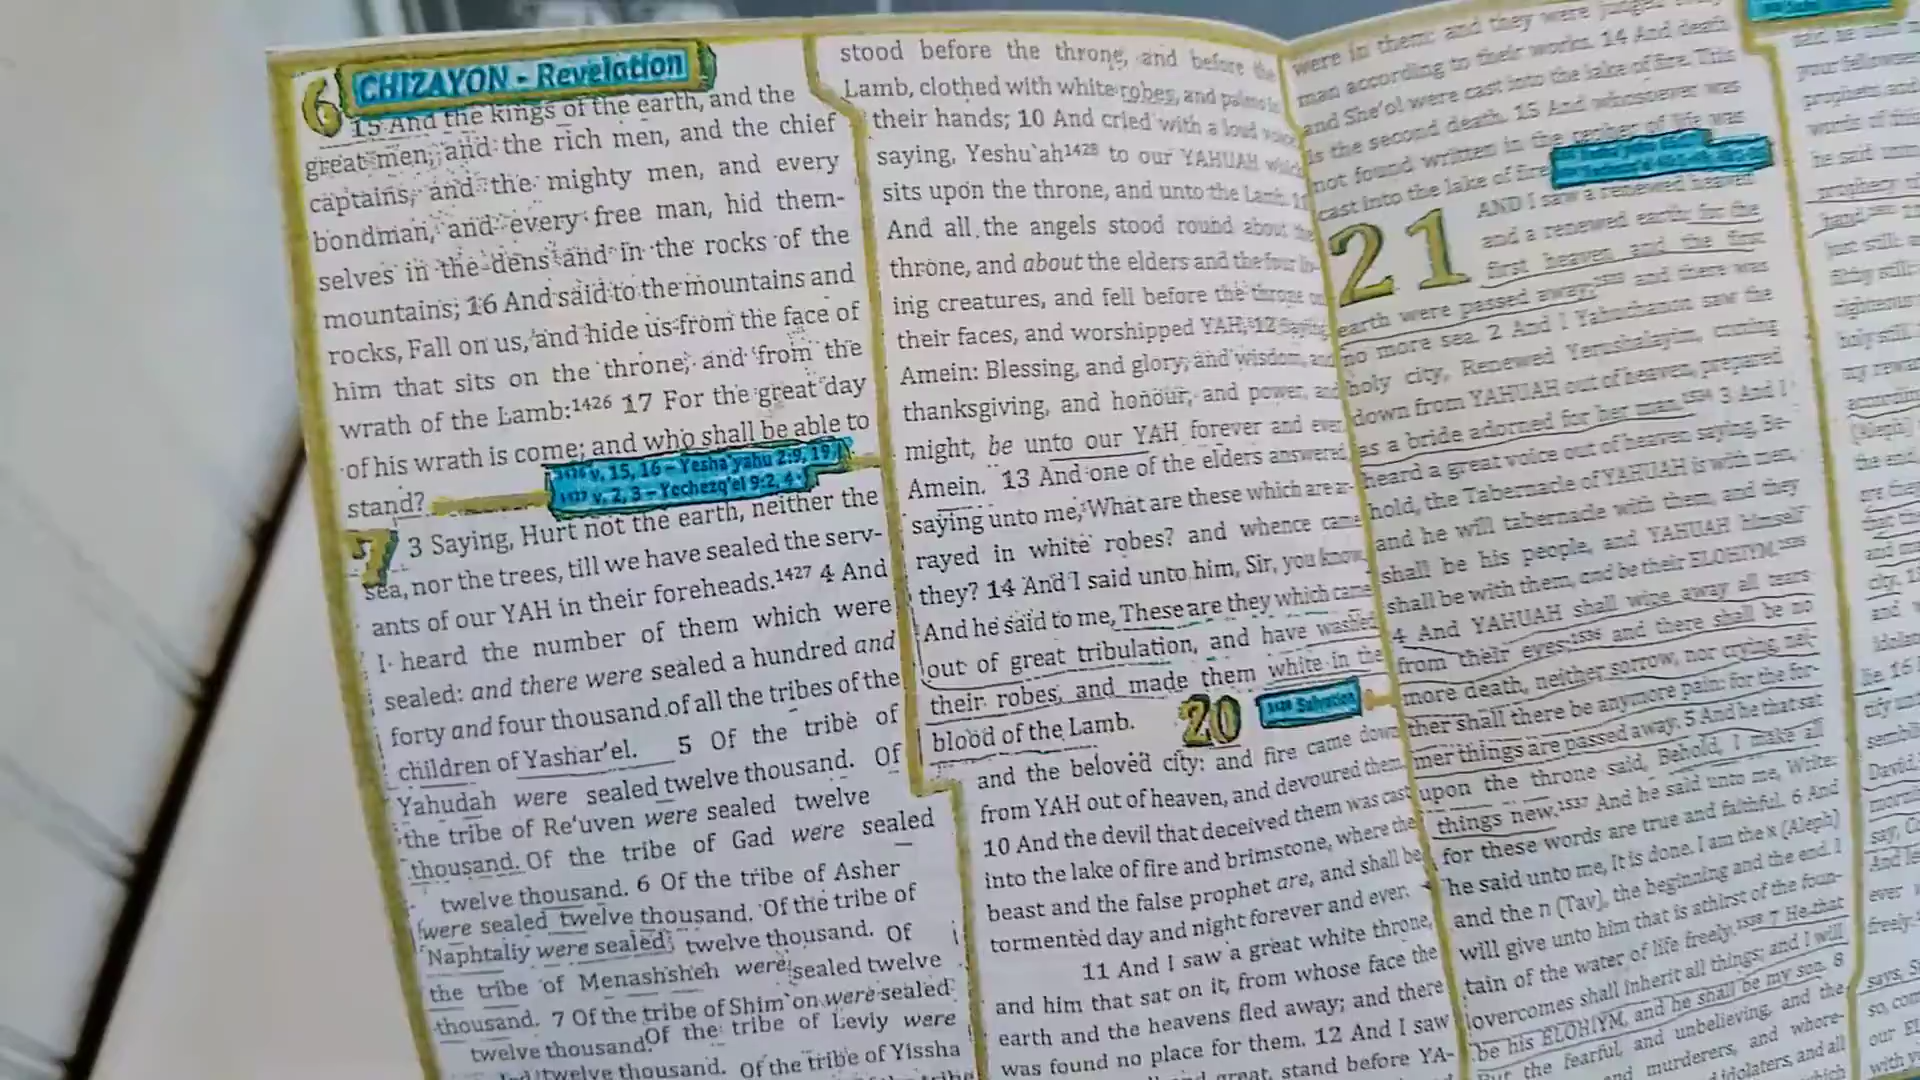 6
CHIZAYON - Revelation
15 And the kings of the earth, and the
great men, and the rich men, and the chief
captains, and the mighty men, and every
bondman, and every free man, hid them-
selves in the dens and in the rocks of the
mountains; 16 And said to the mountains and
rocks, Fall on us, and hide us from the face of
him that sits on the throne, and from the
wrath of the Lamb:1426 17 For the great day
of his wrath is come; and who shall be able to
stand?
1426 v, 15, 16 – Yesha'yahu 2:9, 19,
1427 v, 2, 3 – Yechezq'el 9:2, 4
7
3 Saying, Hurt not the earth, neither the
sea, nor the trees, till we have sealed the serv-
ants of our YAH in their foreheads.1427 4 And
I heard the number of them which were
sealed: and there were sealed a hundred and
forty and four thousand of all the tribes of the
children of Yashar'el. 5 Of the tribe of
Yahudah were sealed twelve thousand. Of
the tribe of Re'uven were sealed twelve
thousand. Of the tribe of Gad were sealed
twelve thousand. 6 Of the tribe of Asher
were sealed twelve thousand. Of the tribe of
Naphtaliy were sealed twelve thousand. Of
the tribe of Menashsheh were sealed twelve
thousand. 7 Of the tribe of Shim`on were sealed
twelve thousand. Of the tribe of Leviy were
twelve thousand. Of the tribe of Yissha
stood before the throne, and before the
Lamb, clothed with white robes, and palms in
their hands; 10 And cried with a loud voice
saying, Yeshu`ah1428 to our YAHUAH which
sits upon the throne, and unto the Lamb. 11
And all the angels stood round about the
throne, and about the elders and the four liv-
ing creatures, and fell before the throne on
their faces, and worshipped YAH, 12 Saying,
Amein: Blessing, and glory, and wisdom, and
thanksgiving, and honour, and power, and
might, be unto our YAH forever and ever
Amein. 13 And one of the elders answered,
saying unto me, What are these which are ar-
rayed in white robes? and whence came
they? 14 And I said unto him, Sir, you know.
And he said to me, These are they which came
out of great tribulation, and have washed
their robes, and made them white in the
blood of the Lamb.
20
1428 Salvation
and the beloved city: and fire came down
from YAH out of heaven, and devoured them
10 And the devil that deceived them was cast
into the lake of fire and brimstone, where the
beast and the false prophet are, and shall be
tormented day and night forever and ever.
11 And I saw a great white throne,
and him that sat on it, from whose face the
earth and the heavens fled away; and there
was found no place for them. 12 And I saw
great, stand before YA-
were in them: and they were judged
man according to their works. 14 And death
and She'ol were cast into the lake of fire. This
is the second death. 15 And whosoever was
not found written in the of life was
cast into the lake of fire
21
AND I saw a renewed heaven
and a renewed earth: for the
first heaven and the first
earth were passed away; and there was
no more sea. 2 And I Yahuchanon saw the
holy city, Renewed Yerushalayim, coming
down from YAHUAH out of heaven, prepared
as a bride adorned for her man.1534 3 And I
heard a great voice out of heaven saying, Be-
hold, the Tabernacle of YAHUAH is with men,
and he will tabernacle with them, and they
shall be his people, and YAHUAH himself
shall be with them, and be their ELOHIYM.1535
4 And YAHUAH shall wipe away all tears
from their eyes;1536 and there shall be no
more death, neither sorrow, nor crying, nei-
ther shall there be anymore pain: for the for-
mer things are passed away. 5 And he that sat
upon the throne said, Behold, I make all
things new.1537 And he said unto me, Write:
for these words are true and faithful. 6 And
he said unto me, It is done. I am the א (Aleph)
and the ת (Tav), the beginning and the end. I
will give unto him that is athirst of the foun-
tain of the water of life freely.1538 7 He that
overcomes shall inherit all things; and I will
be his ELOHIYM, and he shall be my son. 8
But the fearful, and unbelieving, and the
and murderers, and whore-
idolaters, and all